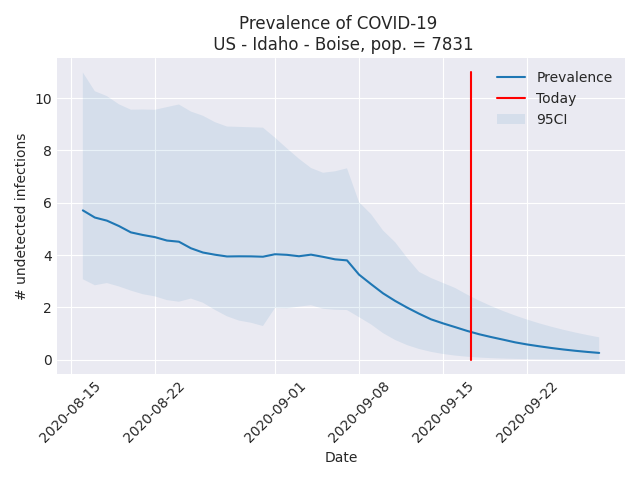 Prevalence of COVID-19
US - Idaho - Boise, pop. = 7831
Prevalence
Today
95CI
# undetected infections
10
8
6
4
2
0
2020-08-15
2020-08-22
2020-09-01
2020-09-08
2020-09-15
2020-09-22
Date